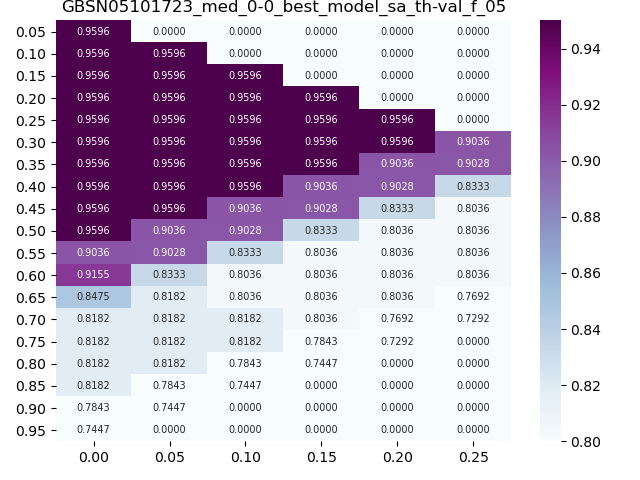 GBSN05101723_med_0-0_best_model_sa_th-val_f_05
0.05 0.9596 0.0000 0.0000 0.0000 0.0000 0.0000
0.10 0.9596 0.9596 0.0000 0.0000 0.0000 0.0000
0.15 0.9596 0.9596 0.9596 0.0000 0.0000 0.0000
0.20 0.9596 0.9596 0.9596 0.9596 0.0000 0.0000
0.25 0.9596 0.9596 0.9596 0.9596 0.9596 0.0000
0.30 0.9596 0.9596 0.9596 0.9596 0.9596 0.9036
0.35 0.9596 0.9596 0.9596 0.9596 0.9036 0.9028
0.40 0.9596 0.9596 0.9596 0.9036 0.9028 0.8333
0.45 0.9596 0.9596 0.9036 0.9028 0.8333 0.8036
0.50 0.9596 0.9036 0.9028 0.8333 0.8036 0.8036
0.55 0.9036 0.9028 0.8333 0.8036 0.8036 0.8036
0.60 0.9155 0.8333 0.8036 0.8036 0.8036 0.8036
0.65 0.8475 0.8182 0.8036 0.8036 0.8036 0.7692
0.70 0.8182 0.8182 0.8182 0.8036 0.7692 0.7292
0.75 0.8182 0.8182 0.8182 0.7843 0.7292 0.0000
0.80 0.8182 0.8182 0.7843 0.7447 0.0000 0.0000
0.85 0.8182 0.7843 0.7447 0.0000 0.0000 0.0000
0.90 0.7843 0.7447 0.0000 0.0000 0.0000 0.0000
0.95 0.7447 0.0000 0.0000 0.0000 0.0000 0.0000
0.00 0.05 0.10 0.15 0.20 0.25
0.94
0.92
0.90
0.88
0.86
0.84
0.82
0.80